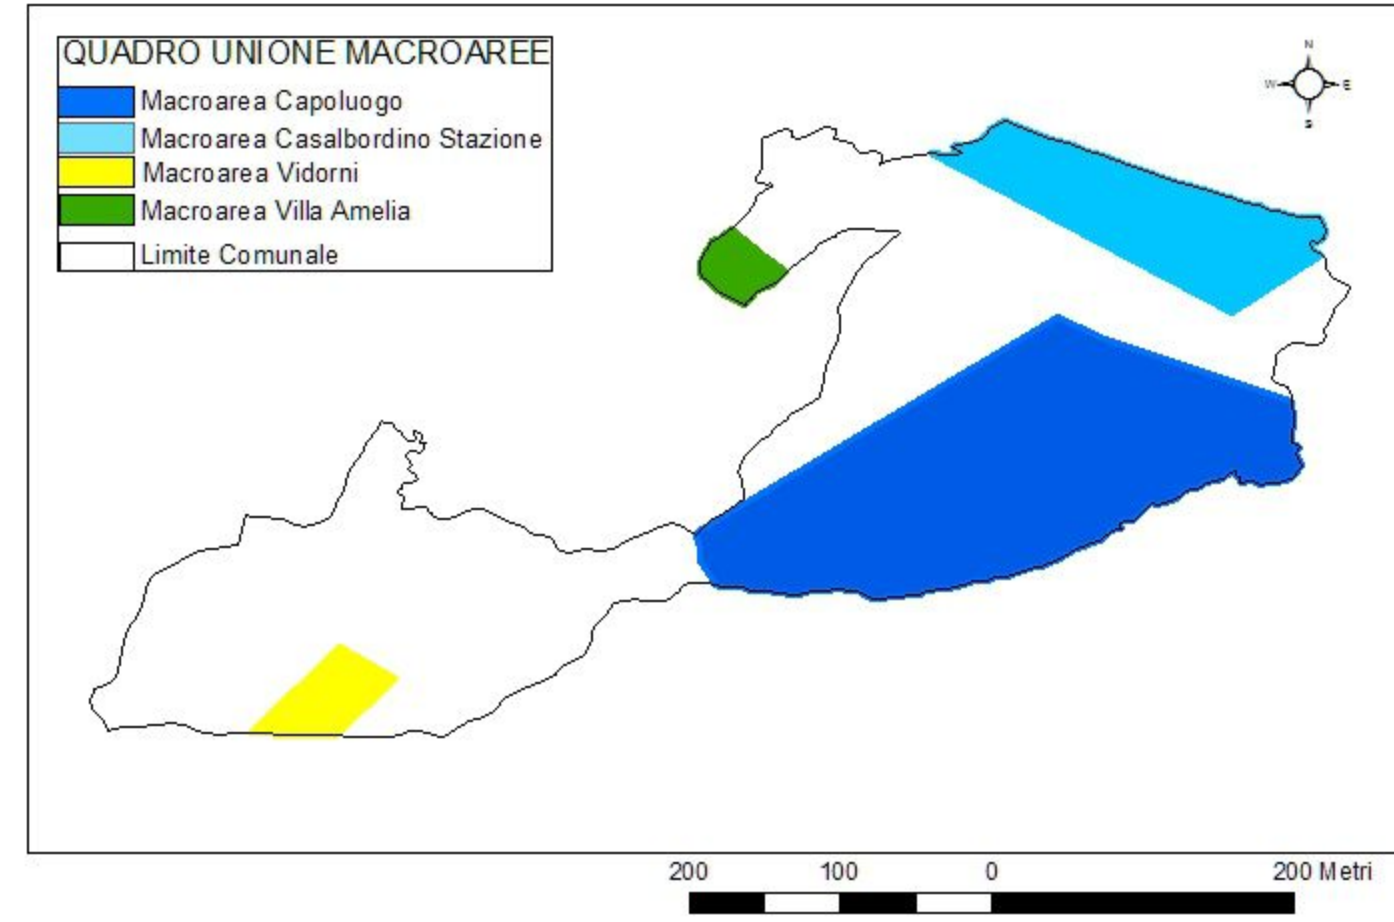 QUADRO UNIONE MACROAREE
Macroarea Capoluogo
Macroarea Casalbordino Stazione
Macroarea Vidorni
Macroarea Villa Amelia
Limite Comunale
N
W E
S
200 100 0 200 Metri